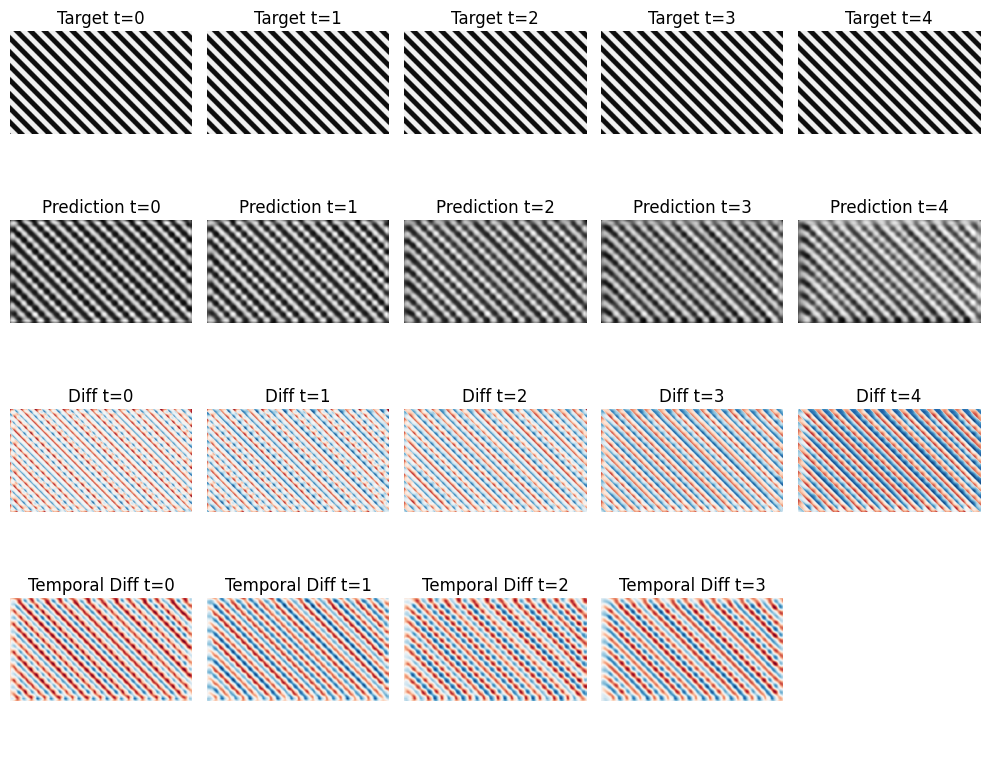 Target t=0 Target t=1 Target t=2 Target t=3 Target t=4
Prediction t=0 Prediction t=1 Prediction t=2 Prediction t=3 Prediction t=4
Diff t=0 Diff t=1 Diff t=2 Diff t=3 Diff t=4
Temporal Diff t=0 Temporal Diff t=1 Temporal Diff t=2 Temporal Diff t=3